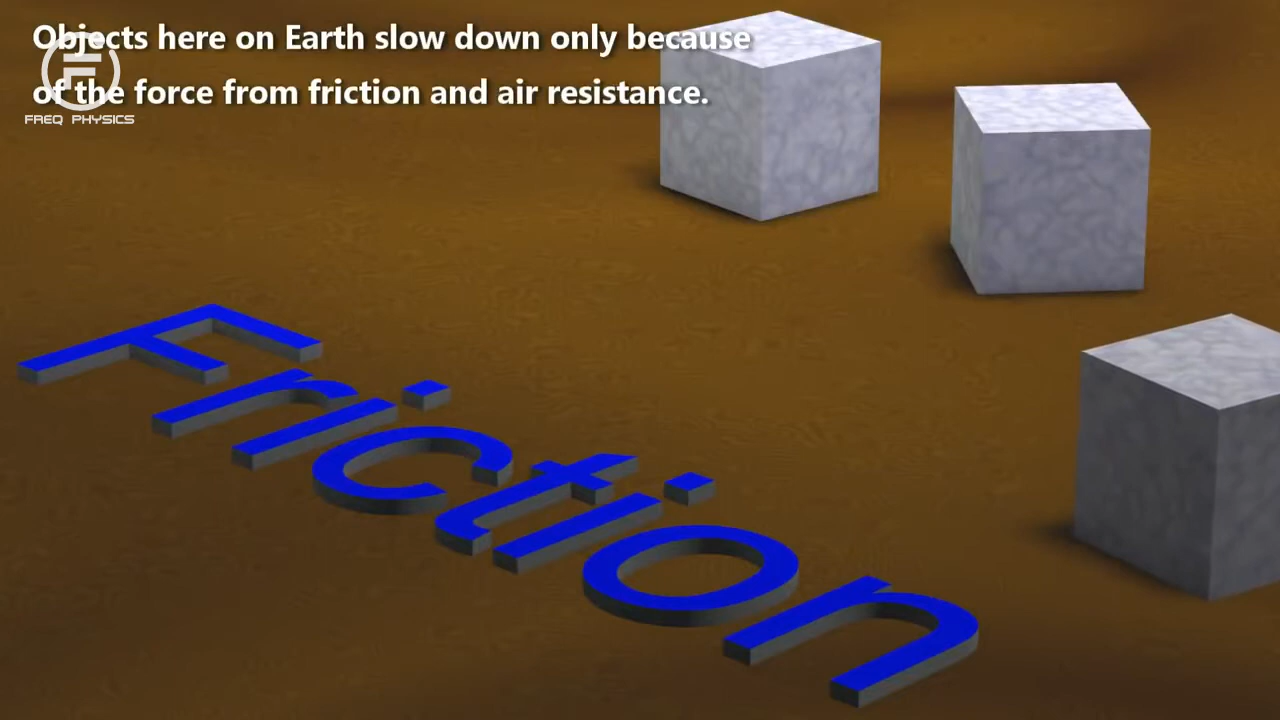 Objects here on Earth slow down only because
of the force from friction and air resistance.
FREQ PHYSICS
Friction